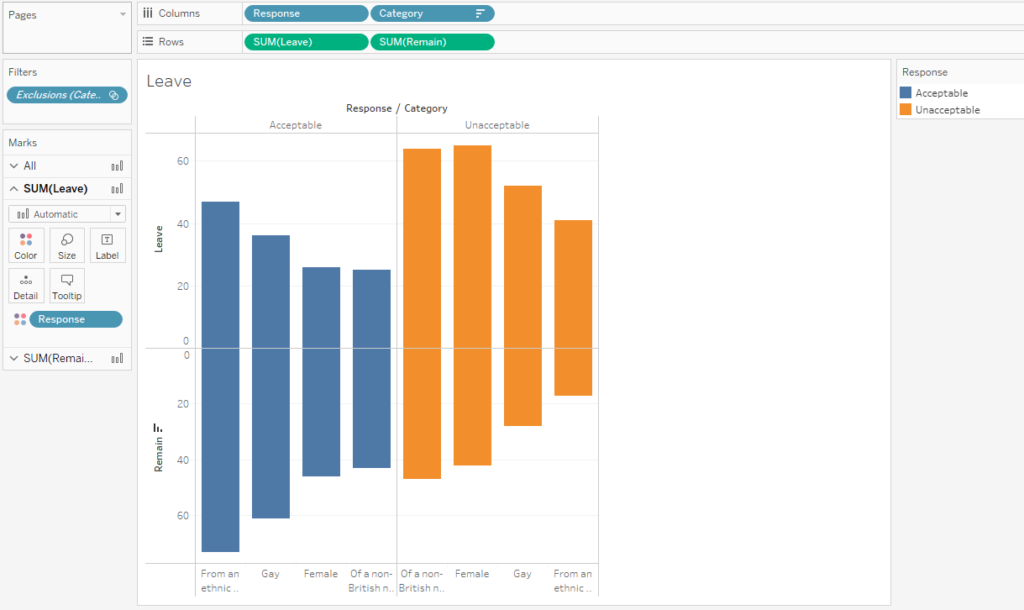 Pages
Columns
Response
Category
Rows
SUM(Leave)
SUM(Remain)
Filters
Exclusions (Cate..
Marks
All
SUM(Leave)
Automatic
Color
Size
Label
Detail
Tooltip
Response
SUM(Remai...
Leave
Response / Category
Acceptable
Unacceptable
60
40
20
0
Leave
0
20
40
60
Remain
From an
ethnic ..
Gay
Female
Of a non-
British n..
Of a non-
British n..
Female
Gay
From an
ethnic ..
Response
Acceptable
Unacceptable